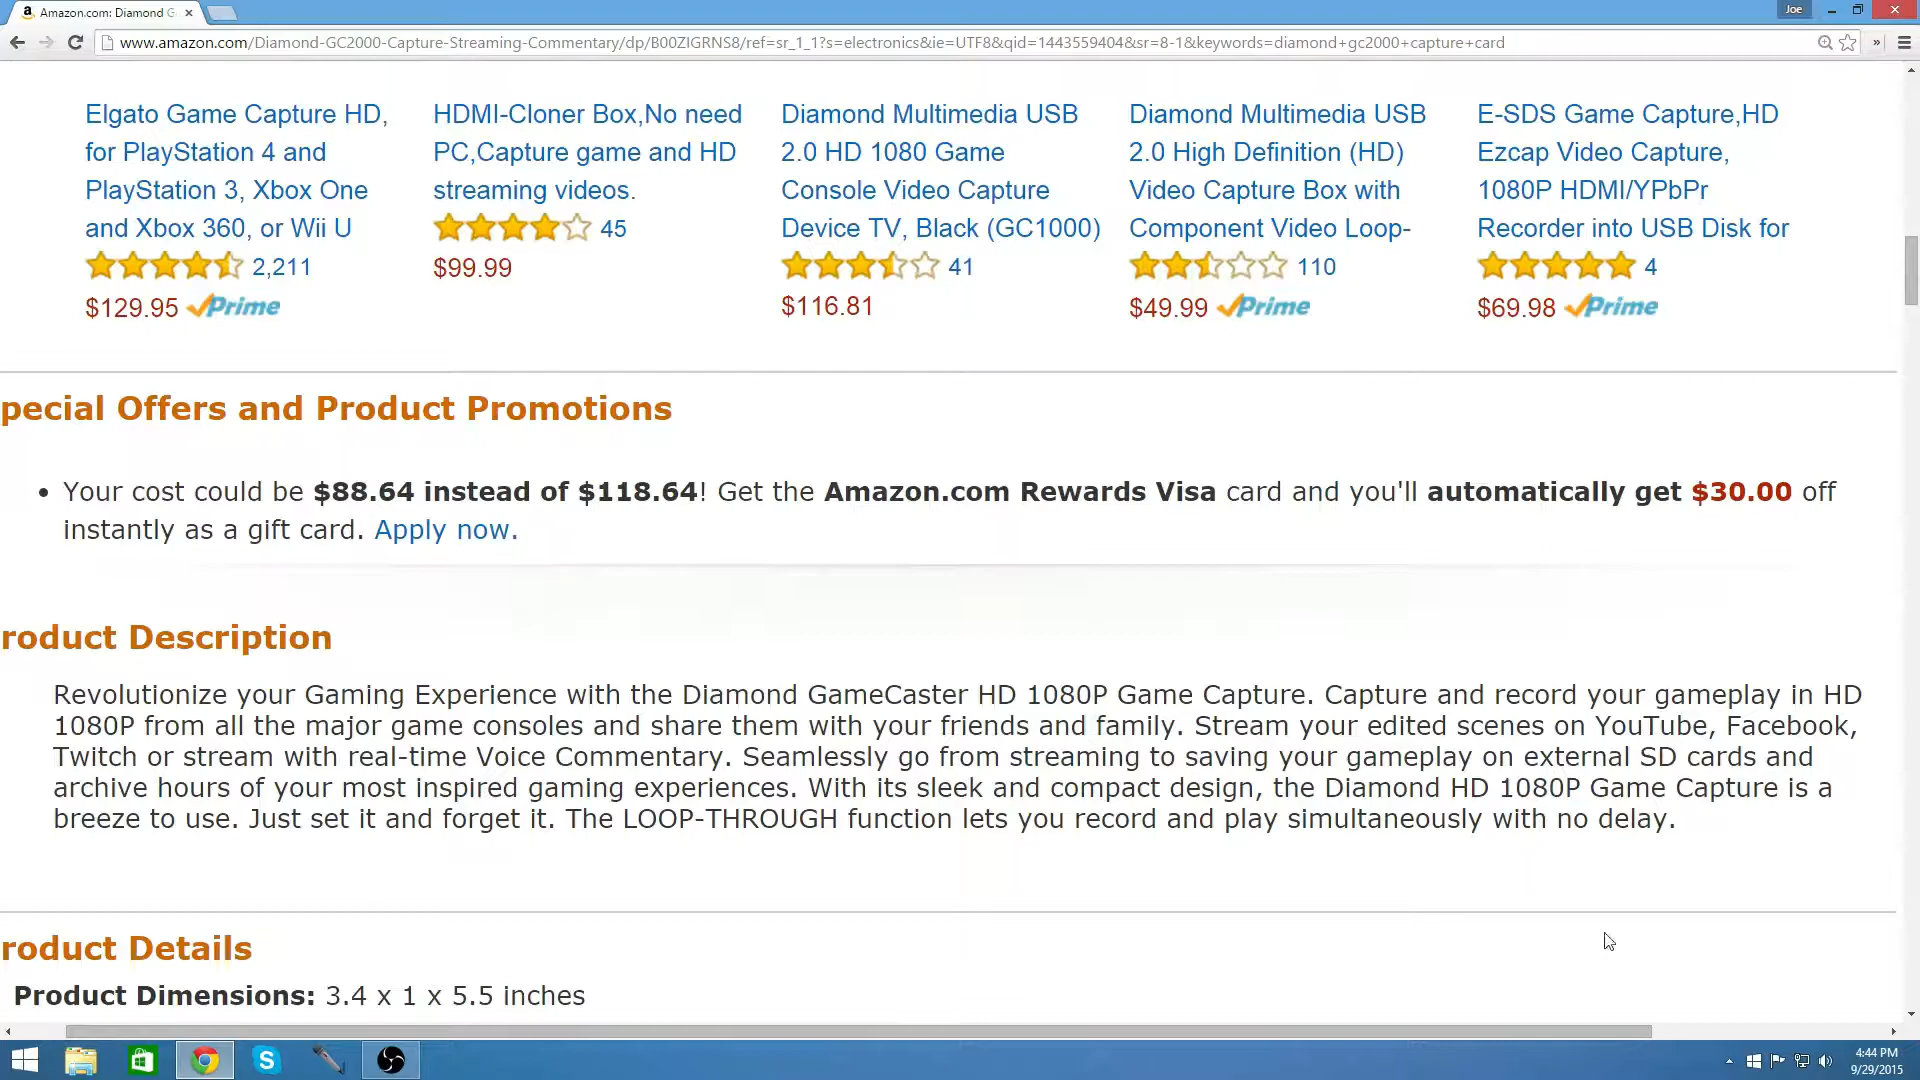 Amazon.com: Diamond G
Joe
www.amazon.com/Diamond-GC2000-Capture-Streaming-Commentary/dp/B00ZIGRNS8/ref=sr_1_1?s=electronics&ie=UTF8&qid=1443559404&sr=8-1&keywords=diamond+gc2000+capture+card
Elgato Game Capture HD,
for PlayStation 4 and
PlayStation 3, Xbox One
and Xbox 360, or Wii U
2,211
$129.95 Prime
HDMI-Cloner Box,No need
PC,Capture game and HD
streaming videos.
45
$99.99
Diamond Multimedia USB
2.0 HD 1080 Game
Console Video Capture
Device TV, Black (GC1000)
41
$116.81
Diamond Multimedia USB
2.0 High Definition (HD)
Video Capture Box with
Component Video Loop-
110
$49.99 Prime
E-SDS Game Capture,HD
Ezcap Video Capture,
1080P HDMI/YPbPr
Recorder into USB Disk for
4
$69.98 Prime
pecial Offers and Product Promotions
• Your cost could be $88.64 instead of $118.64! Get the Amazon.com Rewards Visa card and you'll automatically get $30.00 off
instantly as a gift card. Apply now.
roduct Description
Revolutionize your Gaming Experience with the Diamond GameCaster HD 1080P Game Capture. Capture and record your gameplay in HD
1080P from all the major game consoles and share them with your friends and family. Stream your edited scenes on YouTube, Facebook,
Twitch or stream with real-time Voice Commentary. Seamlessly go from streaming to saving your gameplay on external SD cards and
archive hours of your most inspired gaming experiences. With its sleek and compact design, the Diamond HD 1080P Game Capture is a
breeze to use. Just set it and forget it. The LOOP-THROUGH function lets you record and play simultaneously with no delay.
roduct Details
Product Dimensions: 3.4 x 1 x 5.5 inches
4:44 PM
9/29/2015